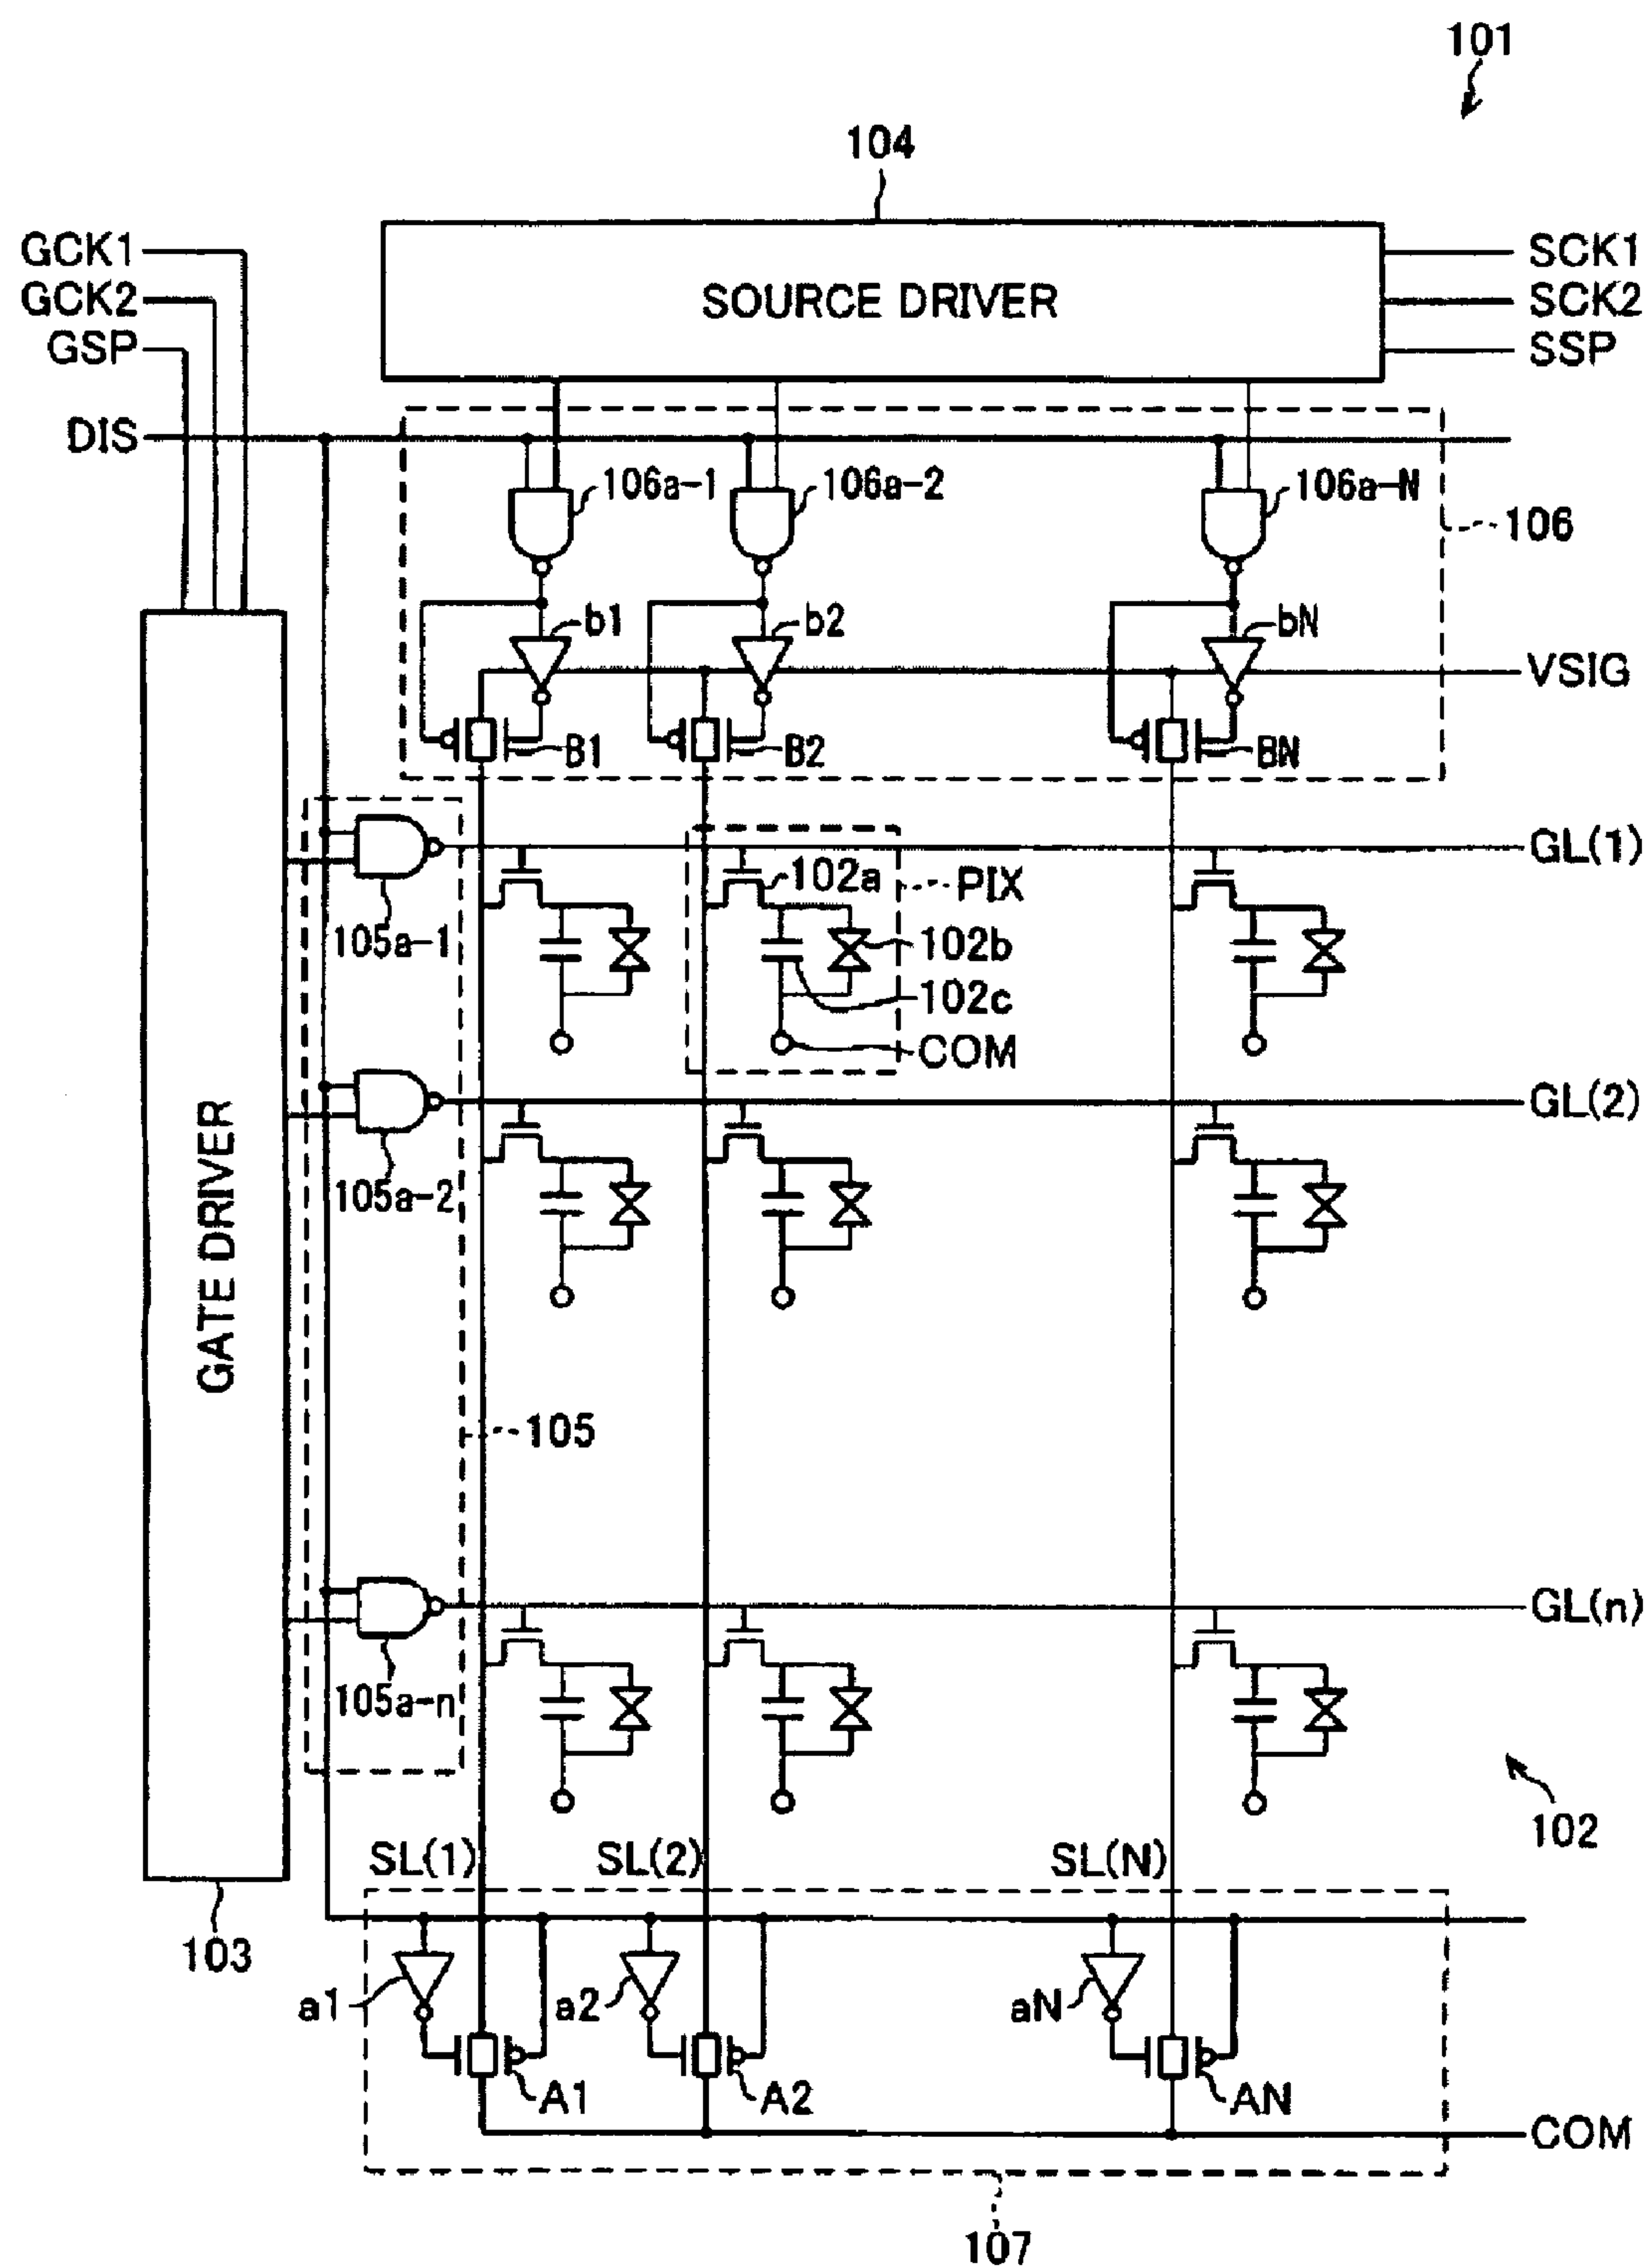 101
104
GCK1
GCK2
GSP
DIS
SOURCE DRIVER
SCK1
SCK2
SSP
106a-1
106a-2
106a-N
106
b1
b2
bN
VSIG
B1
B2
BN
GL(1)
102a
PIX
105a-1
102b
102c
COM
GL(2)
105a-2
GATE DRIVER
105
GL(n)
105a-n
102
SL(1)
SL(2)
SL(N)
103
a1
a2
aN
A1
A2
AN
COM
107